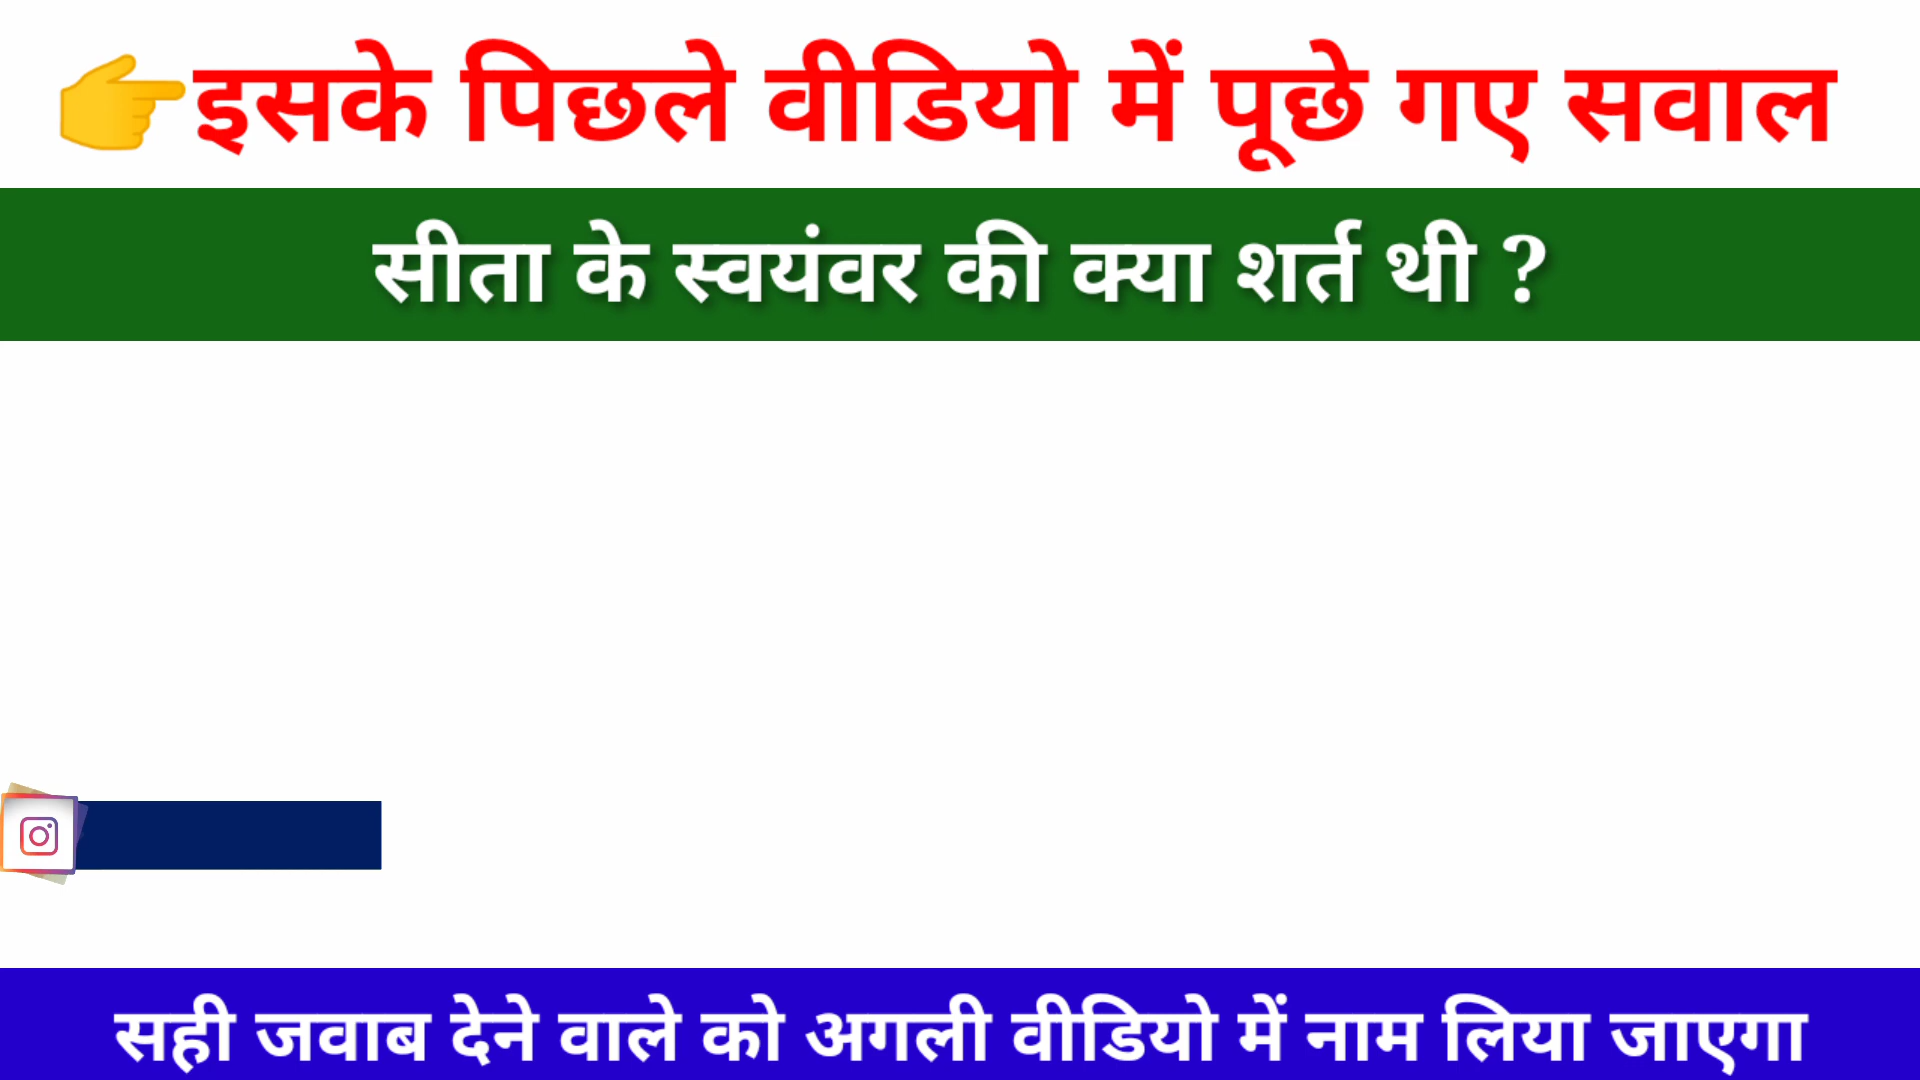 👉इसके पिछले वीडियो में पूछे गए सवाल
सीता के स्वयंवर की क्या शर्त थी ?
सही जवाब देने वाले को अगली वीडियो में नाम लिया जाएगा